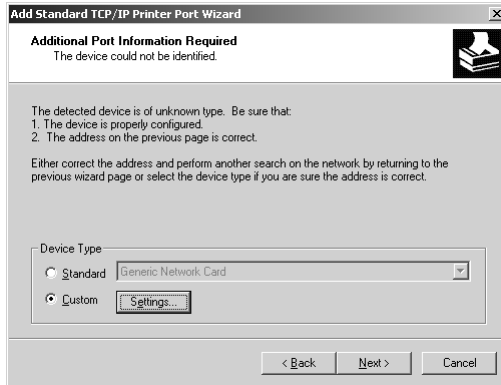 Add Standard TCP/IP Printer Port Wizard
Additional Port Information Required
The device could not be identified.
The detected device is of unknown type.  Be sure that:
1. The device is properly configured.
2.  The address on the previous page is correct.
Either correct the address and perform another search on the network by returning to the
previous wizard page or select the device type if you are sure the address is correct.
Device Type
Standard
Generic Network Card
Custom
Settings...
< Back
Next >
Cancel